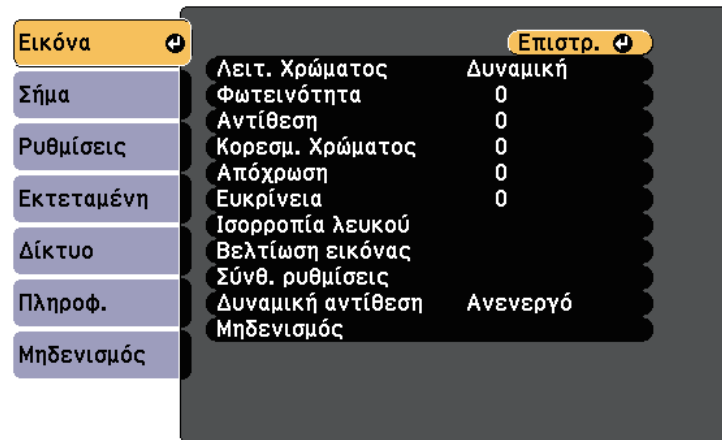 Εικόνα
Σήμα
Ρυθμίσεις
Εκτεταμένη
Δίκτυο
Πληροφ.
Μηδενισμός
Επιστρ.
Λειτ. Χρώματος Δυναμική
Φωτεινότητα 0
Αντίθεση 0
Κορεσμ. Χρώματος 0
Απόχρωση 0
Ευκρίνεια 0
Ισορροπία λευκού
Βελτίωση εικόνας
Σύνθ. ρυθμίσεις
Δυναμική αντίθεση Ανενεργό
Μηδενισμός